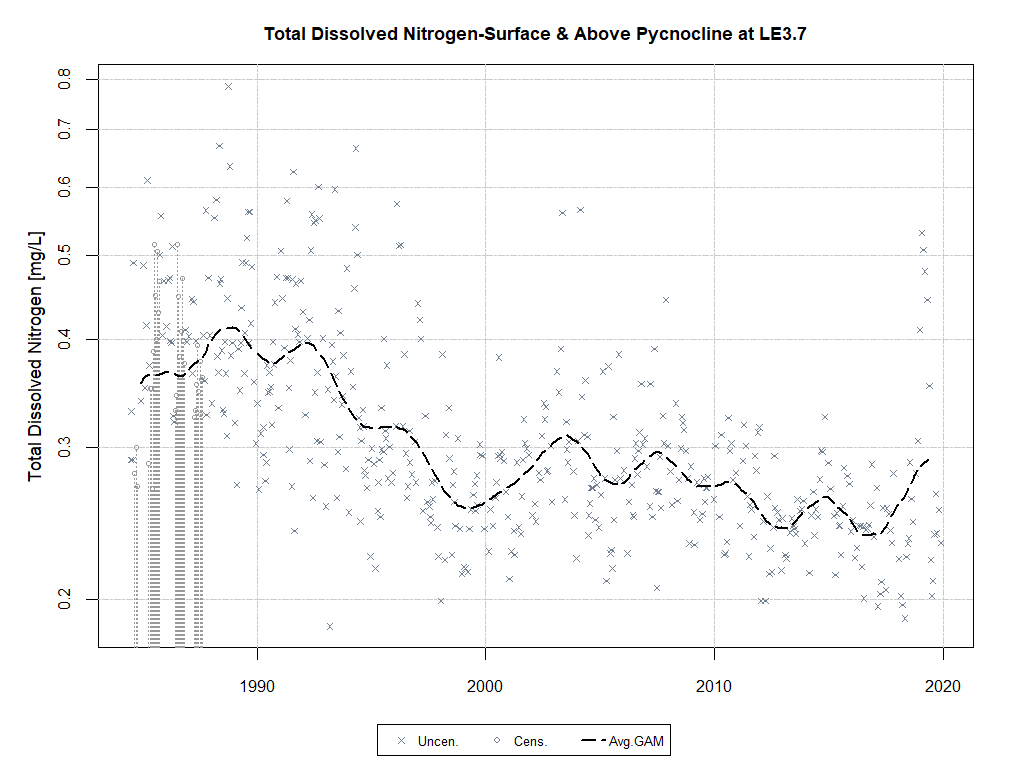 Total Dissolved Nitrogen-Surface & Above Pycnocline at LE3.7
Total Dissolved Nitrogen [mg/L]
0.8
0.7
0.6
0.5
0.4
0.3
0.2
1990 2000 2010 2020
Uncen. Cens. Avg.GAM